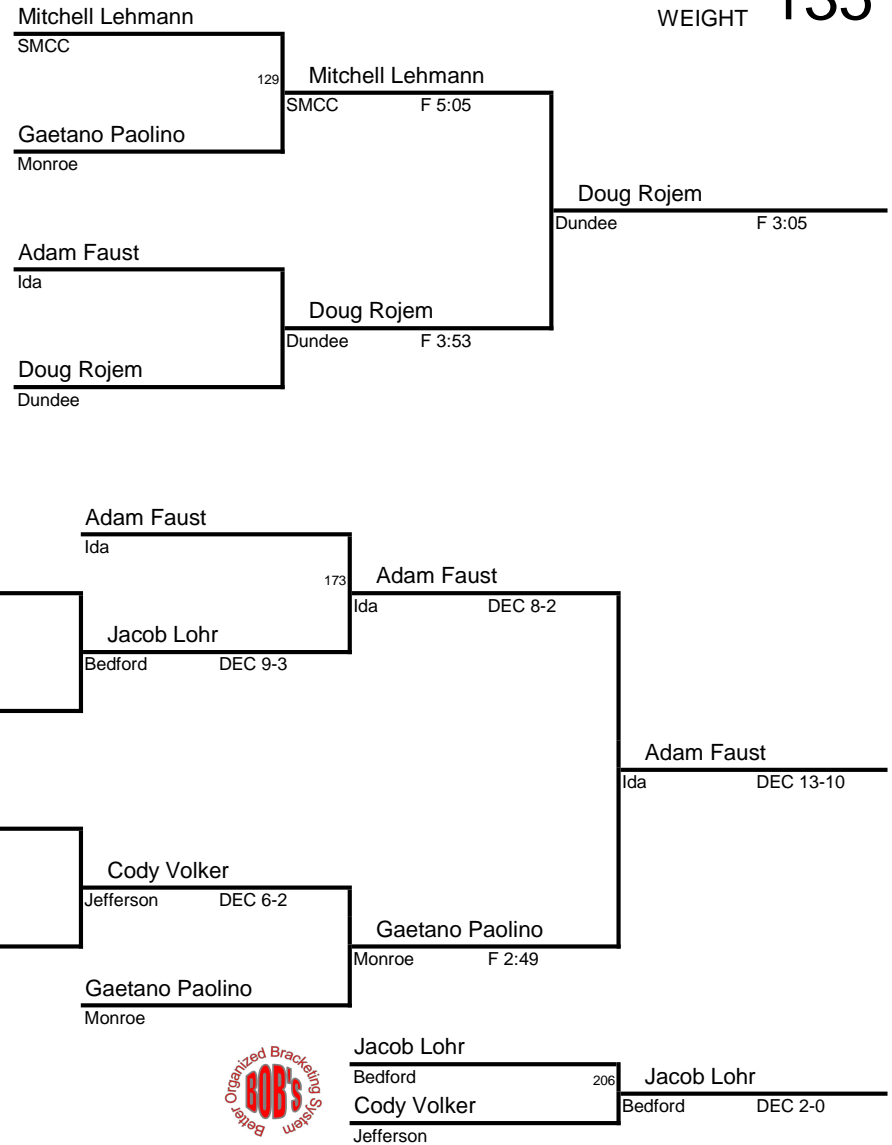 Mitchell Lehmann
WEIGHT 135
SMCC
129
Mitchell Lehmann
SMCC F 5:05
Gaetano Paolino
Monroe
Doug Rojem
Dundee F 3:05
Adam Faust
Ida
Doug Rojem
Dundee F 3:53
Doug Rojem
Dundee
Adam Faust
Ida
173
Adam Faust
Ida DEC 8-2
Jacob Lohr
Bedford DEC 9-3
Adam Faust
Ida DEC 13-10
Cody Volker
Jefferson DEC 6-2
Gaetano Paolino
Monroe F 2:49
Gaetano Paolino
Monroe
Jacob Lohr
Bedford
206
Jacob Lohr
Bedford DEC 2-0
Cody Volker
Jefferson
Better Organized Bracketing System
BOB's